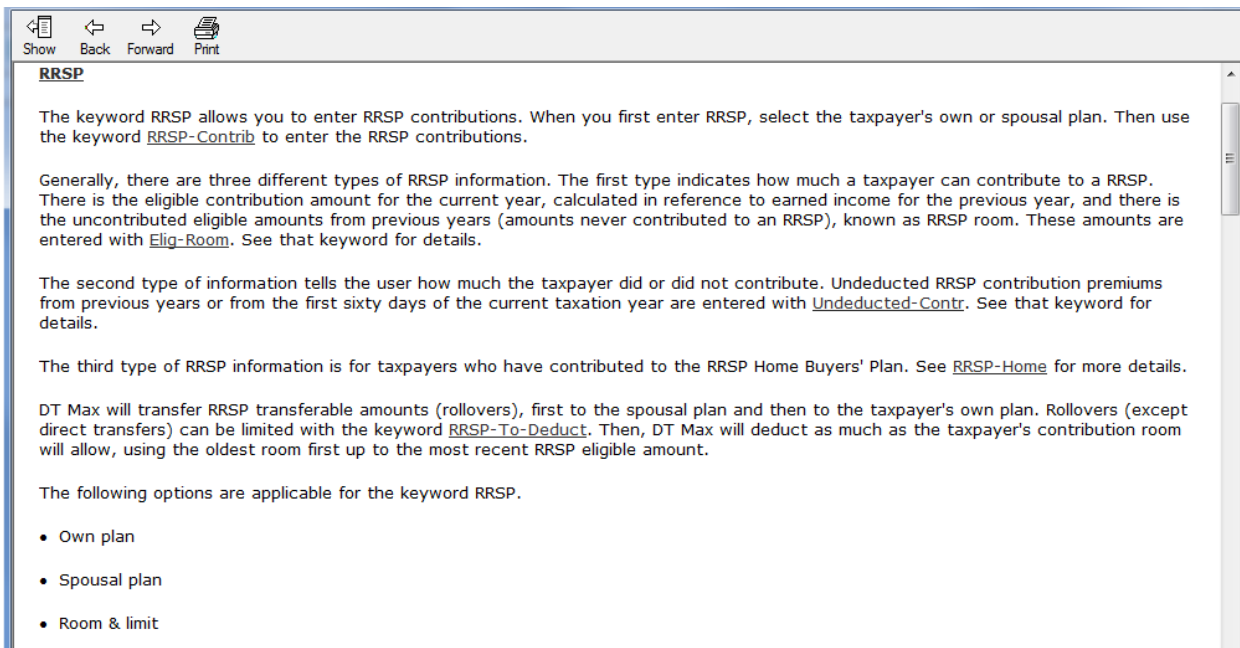 Show Back Forward Print
RRSP
The keyword RRSP allows you to enter RRSP contributions. When you first enter RRSP, select the taxpayer's own or spousal plan. Then use
the keyword RRSP-Contrib to enter the RRSP contributions.
Generally, there are three different types of RRSP information. The first type indicates how much a taxpayer can contribute to a RRSP.
There is the eligible contribution amount for the current year, calculated in reference to earned income for the previous year, and there is
the uncontributed eligible amounts from previous years (amounts never contributed to an RRSP), known as RRSP room. These amounts are
entered with Elig-Room. See that keyword for details.
The second type of information tells the user how much the taxpayer did or did not contribute. Undeducted RRSP contribution premiums
from previous years or from the first sixty days of the current taxation year are entered with Undeducted-Contr. See that keyword for
details.
The third type of RRSP information is for taxpayers who have contributed to the RRSP Home Buyers' Plan. See RRSP-Home for more details.
DT Max will transfer RRSP transferable amounts (rollovers), first to the spousal plan and then to the taxpayer's own plan. Rollovers (except
direct transfers) can be limited with the keyword RRSP-To-Deduct. Then, DT Max will deduct as much as the taxpayer's contribution room
will allow, using the oldest room first up to the most recent RRSP eligible amount.
The following options are applicable for the keyword RRSP.
• Own plan
• Spousal plan
• Room & limit